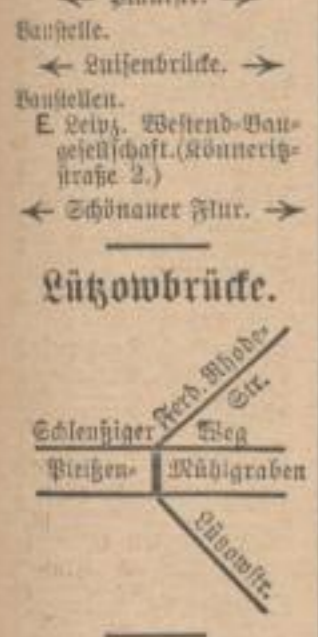 Baustelle.
← Luisenbrücke. →
Baustellen.
E. Leipz. Westend-Bau-
gesellschaft. (Könneritz-
straße 2.)
← Schönauer Flur. →
Lützowbrücke.
Ferd. Rhode-
Str.
Schleußiger Weg
Pleißen- Mühlgraben
Lützowstr.